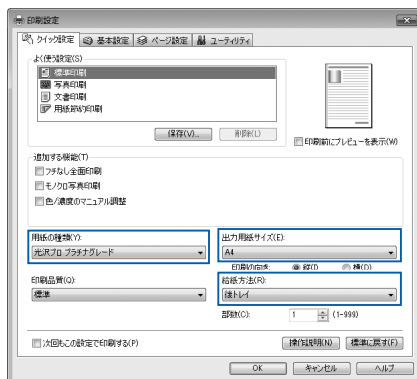 印刷設定
クイック設定 基本設定 ページ設定 ユーティリティ
よく使う設定(S)
標準印刷
写真印刷
文書印刷
用紙節約印刷
保存(V)... 削除(L)
印刷前にプレビューを表示(W)
追加する機能(T)
フチなし全面印刷
モノクロ写真印刷
色/濃度のマニュアル調整
用紙の種類(Y): 出力用紙サイズ(E):
光沢プロ プラチナグレード A4
印刷の向き: 縦(I) 横(D)
印刷品質(Q): 給紙方法(R):
標準 後トレイ
部数(C): 1 (1-999)
次回もこの設定で印刷する(P) 操作説明(N) 標準に戻す(F)
OK キャンセル ヘルプ